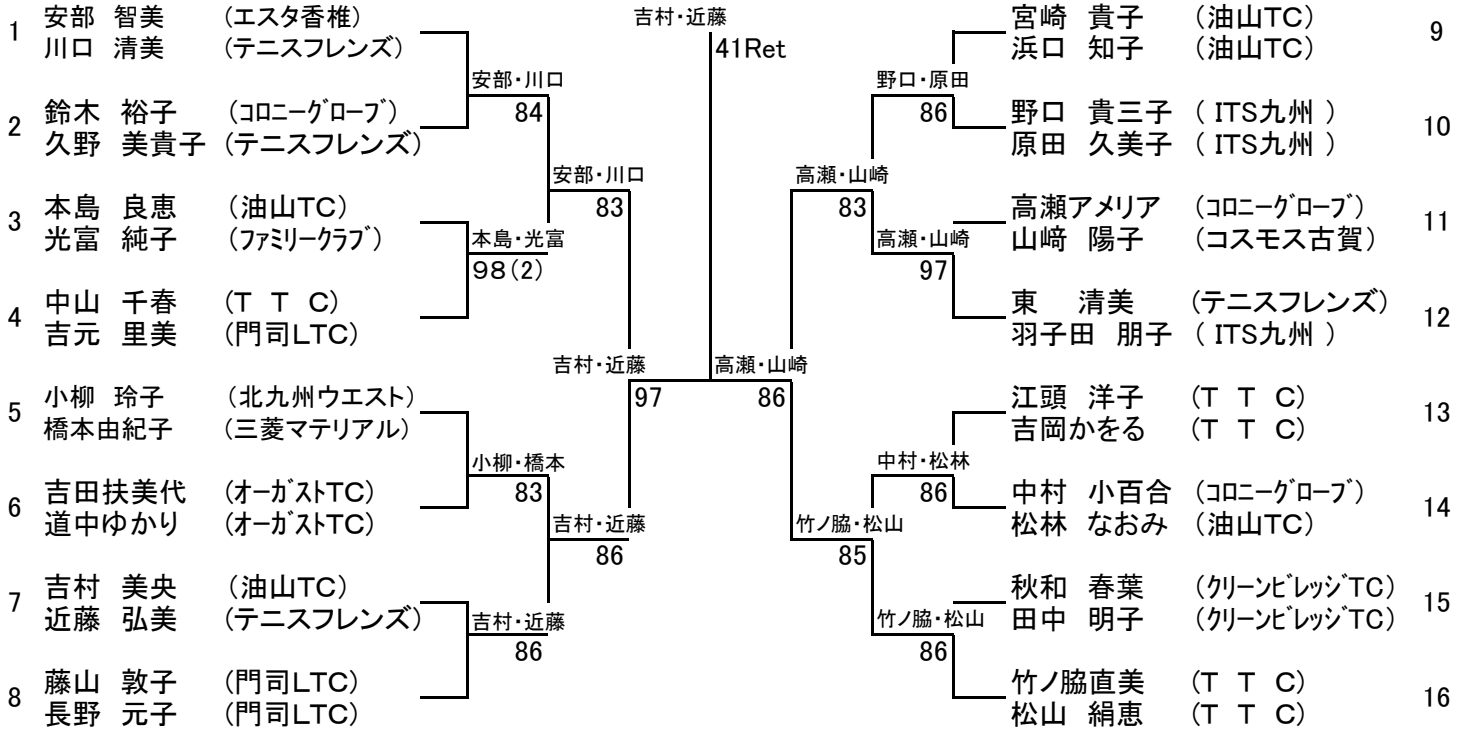 吉村・近藤
41Ret
1
安部 智美 (エスタ香椎)
川口 清美 (テニスフレンズ)
安部・川口
84
2
鈴木 裕子 (コロニーグローブ)
久野 美貴子 (テニスフレンズ)
安部・川口
83
3
本島 良恵 (油山TC)
光富 純子 (ファミリークラブ)
本島・光富
98(2)
4
中山 千春 (T T C)
吉元 里美 (門司LTC)
吉村・近藤
97
5
小柳 玲子 (北九州ウエスト)
橋本由紀子 (三菱マテリアル)
小柳・橋本
83
6
吉田扶美代 (オーガストTC)
道中ゆかり (オーガストTC)
吉村・近藤
86
7
吉村 美央 (油山TC)
近藤 弘美 (テニスフレンズ)
吉村・近藤
86
8
藤山 敦子 (門司LTC)
長野 元子 (門司LTC)
宮崎 貴子 (油山TC)
浜口 知子 (油山TC)
9
野口・原田
86
野口 貴三子 ( ITS九州 )
原田 久美子 ( ITS九州 )
10
高瀬・山崎
83
高瀬アメリア (コロニーグローブ)
山﨑 陽子 (コスモス古賀)
11
高瀬・山崎
97
東 清美 (テニスフレンズ)
羽子田 朋子 ( ITS九州 )
12
高瀬・山崎
86
江頭 洋子 (T T C)
吉岡かをる (T T C)
13
中村・松林
86
中村 小百合 (コロニーグローブ)
松林 なおみ (油山TC)
14
竹ノ脇・松山
85
秋和 春葉 (クリーンビレッジTC)
田中 明子 (クリーンビレッジTC)
15
竹ノ脇・松山
86
竹ノ脇直美 (T T C)
松山 絹恵 (T T C)
16